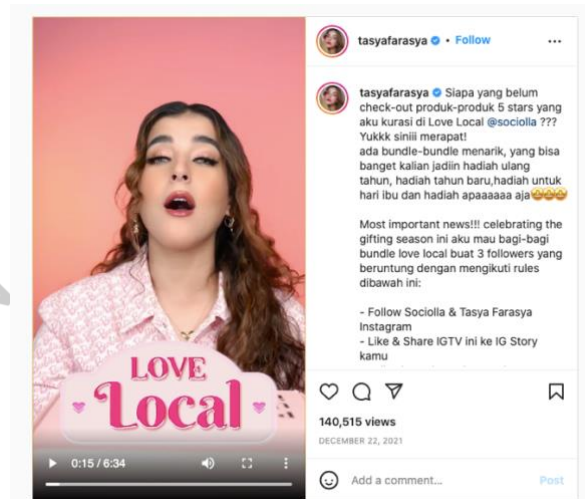 tasyafarasya • Follow
tasyafarasya Siapa yang belum
check-out produk-produk 5 stars yang
aku kurasi di Love Local @sociolla ???
Yukkk siniii merapat!
ada bundle-bundle menarik, yang bisa
banget kalian jadiin hadiah ulang
tahun, hadiah tahun baru,hadiah untuk
hari ibu dan hadiah apaaaaaa aja🤩🤩🤩
Most important news!!! celebrating the
gifting season ini aku mau bagi-bagi
bundle love local buat 3 followers yang
beruntung dengan mengikuti rules
dibawah ini:
- Follow Sociolla & Tasya Farasya
Instagram
- Like & Share IGTV ini ke IG Story
kamu
LOVE
Local
0:15 / 6:34
140,515 views
DECEMBER 22, 2021
Add a comment...
Post